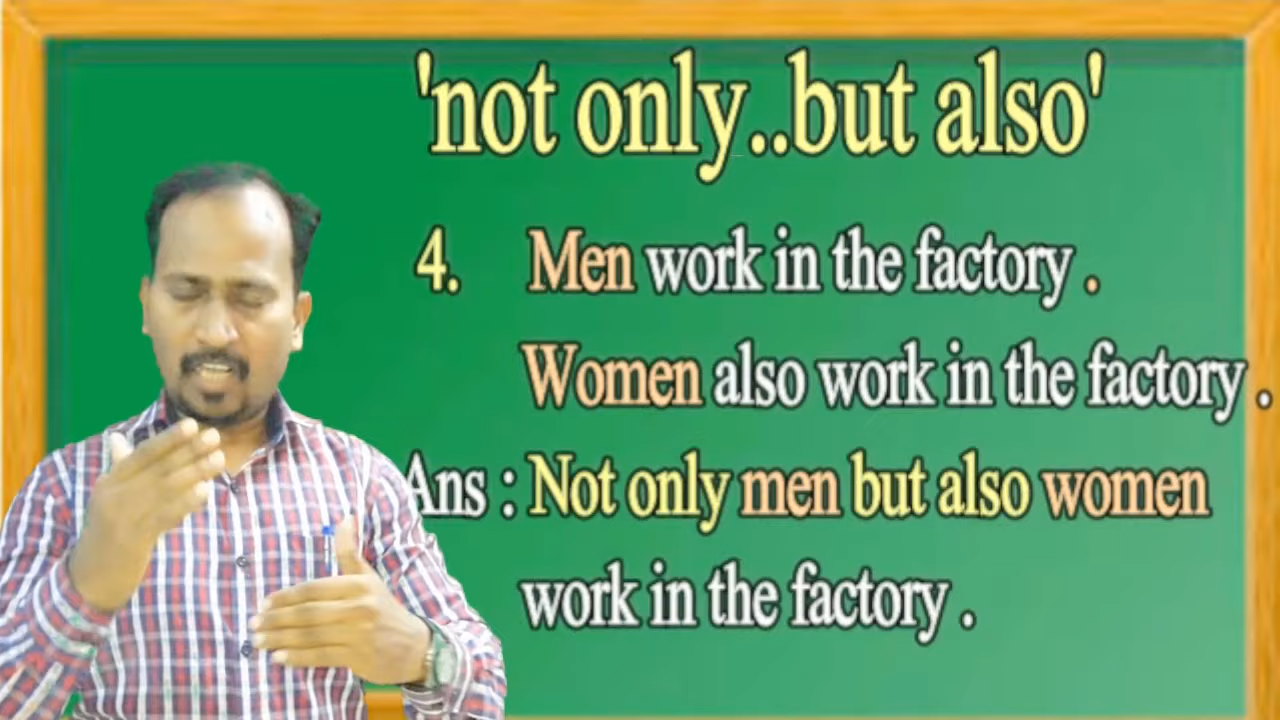 'not only..but also'
4. Men work in the factory .
Women also work in the factory .
Ans : Not only men but also women
work in the factory .